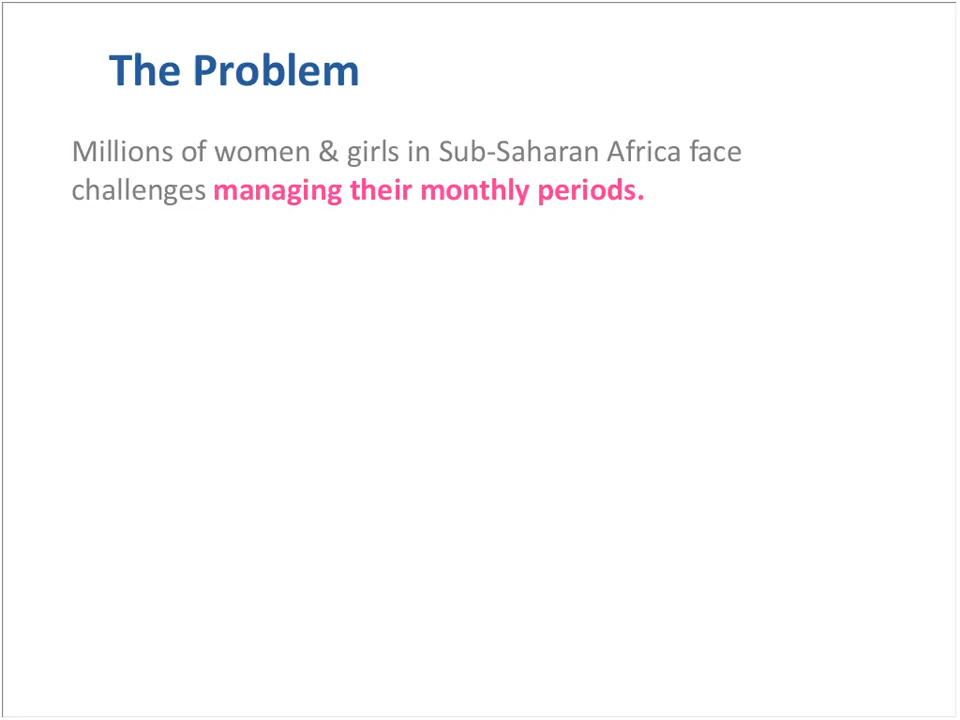 The Problem
Millions of women & girls in Sub-Saharan Africa face
challenges managing their monthly periods.